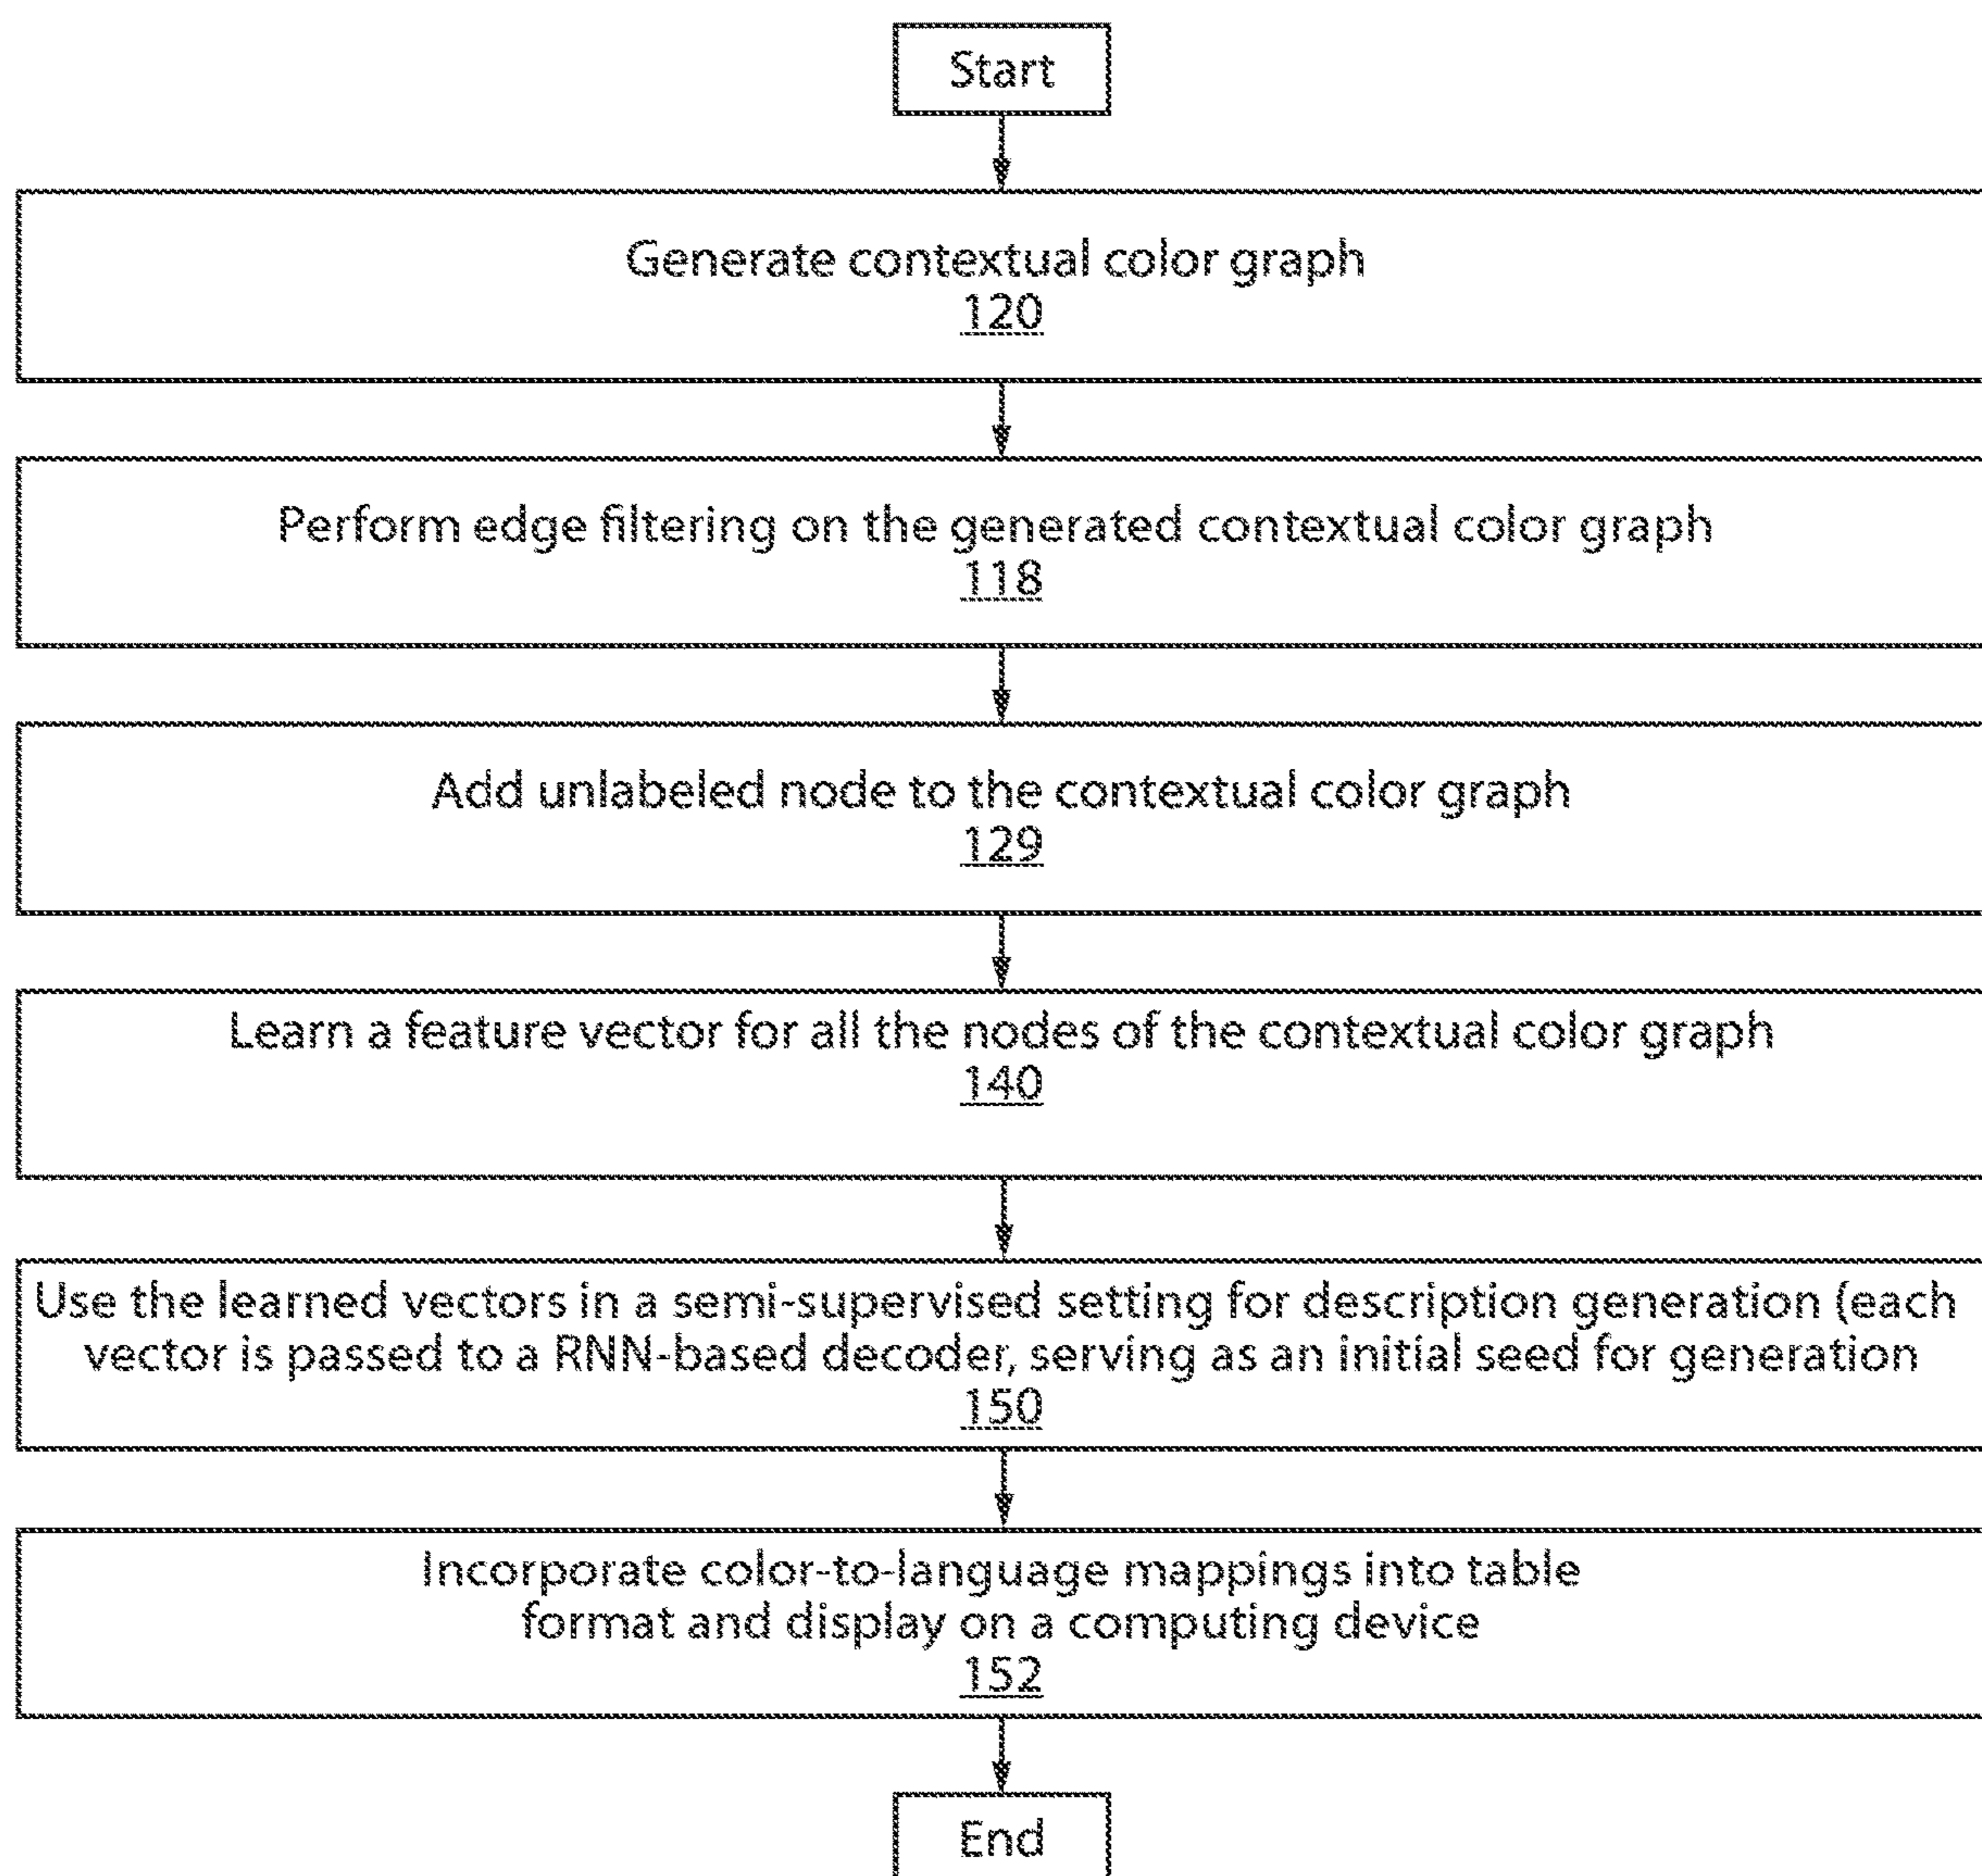 Start
Generate contextual color graph
120
Perform edge filtering on the generated contextual color graph
118
Add unlabeled node to the contextual color graph
129
Learn a feature vector for all the nodes of the contextual color graph
140
Use the learned vectors in a semi-supervised setting for description generation (each
vector is passed to a RNN-based decoder, serving as an initial seed for generation
150
Incorporate color-to-language mappings into table
format and display on a computing device
152
End